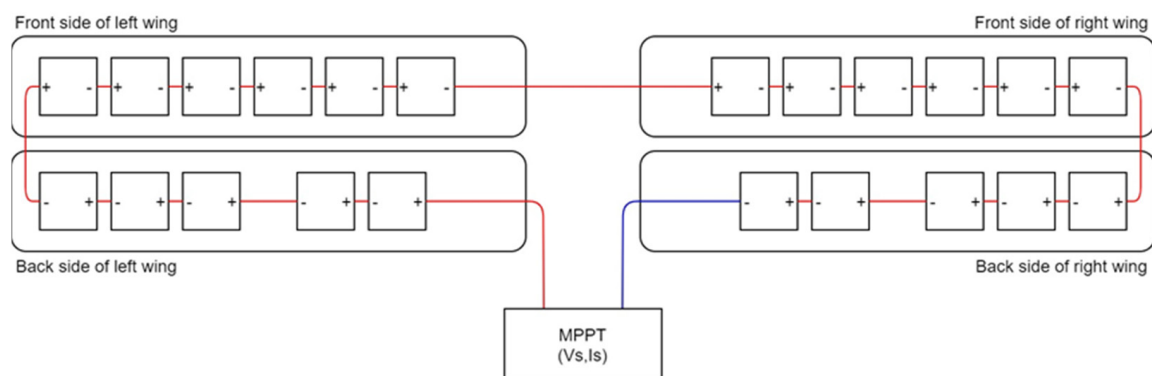 Front side of left wing
Front side of right wing
+ - + - + - + - + - + -
+ - + - + - + - + - + -
- + - + - + - + - +
- + - + - + - + - +
Back side of left wing
Back side of right wing
MPPT
(Vs,Is)